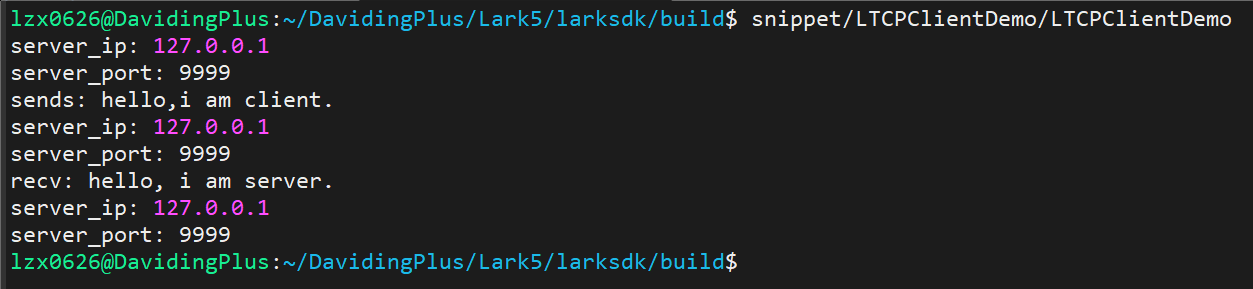 lzx0626@DavidingPlus:~/DavidingPlus/Lark5/larksdk/build$ snippet/LTCPClientDemo/LTCPClientDemo
server_ip: 127.0.0.1
server_port: 9999
sends: hello,i am client.
server_ip: 127.0.0.1
server_port: 9999
recv: hello, i am server.
server_ip: 127.0.0.1
server_port: 9999
lzx0626@DavidingPlus:~/DavidingPlus/Lark5/larksdk/build$